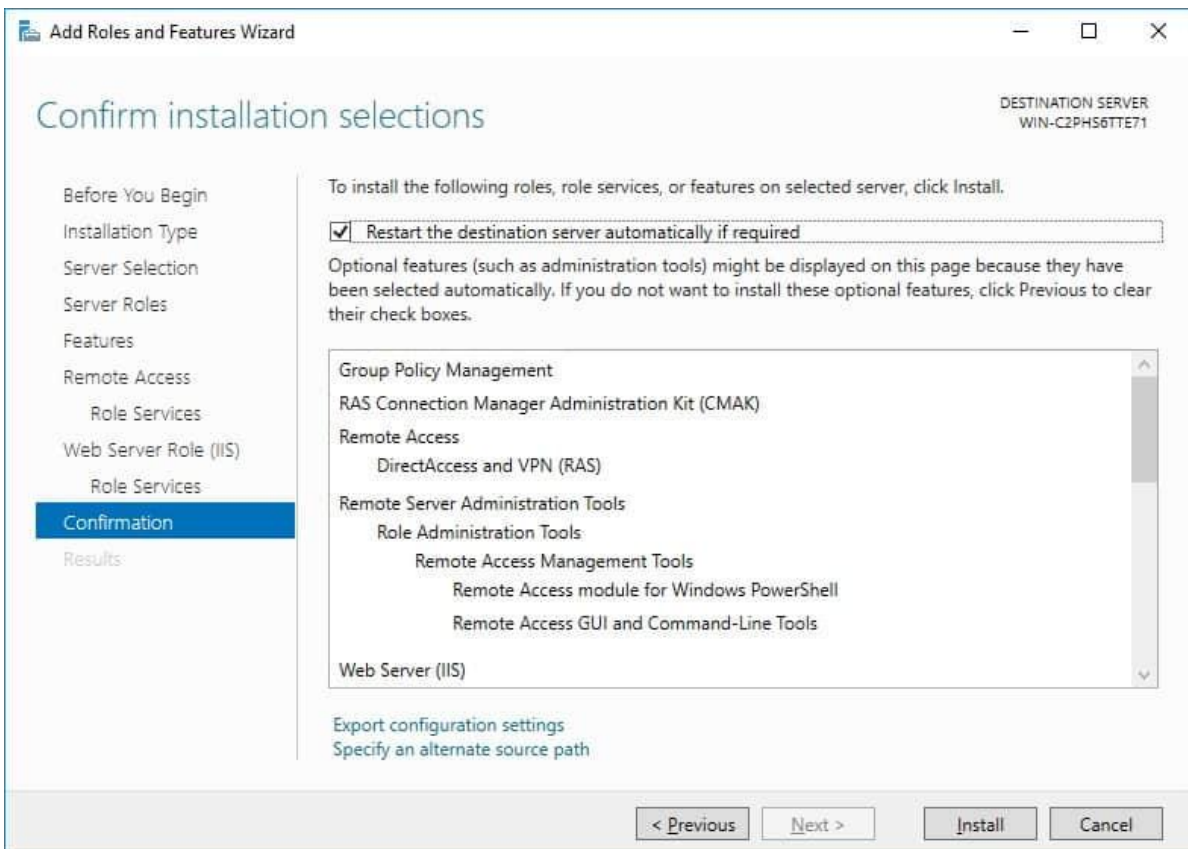 Add Roles and Features Wizard
Confirm installation selections
DESTINATION SERVER
WIN-C2PHS6TTE71
Before You Begin
Installation Type
Server Selection
Server Roles
Features
Remote Access
Role Services
Web Server Role (IIS)
Role Services
Confirmation
Results
To install the following roles, role services, or features on selected server, click Install.
Restart the destination server automatically if required
Optional features (such as administration tools) might be displayed on this page because they have
been selected automatically. If you do not want to install these optional features, click Previous to clear
their check boxes.
Group Policy Management
RAS Connection Manager Administration Kit (CMAK)
Remote Access
DirectAccess and VPN (RAS)
Remote Server Administration Tools
Role Administration Tools
Remote Access Management Tools
Remote Access module for Windows PowerShell
Remote Access GUI and Command-Line Tools
Web Server (IIS)
Export configuration settings
Specify an alternate source path
< Previous
Next >
Install
Cancel